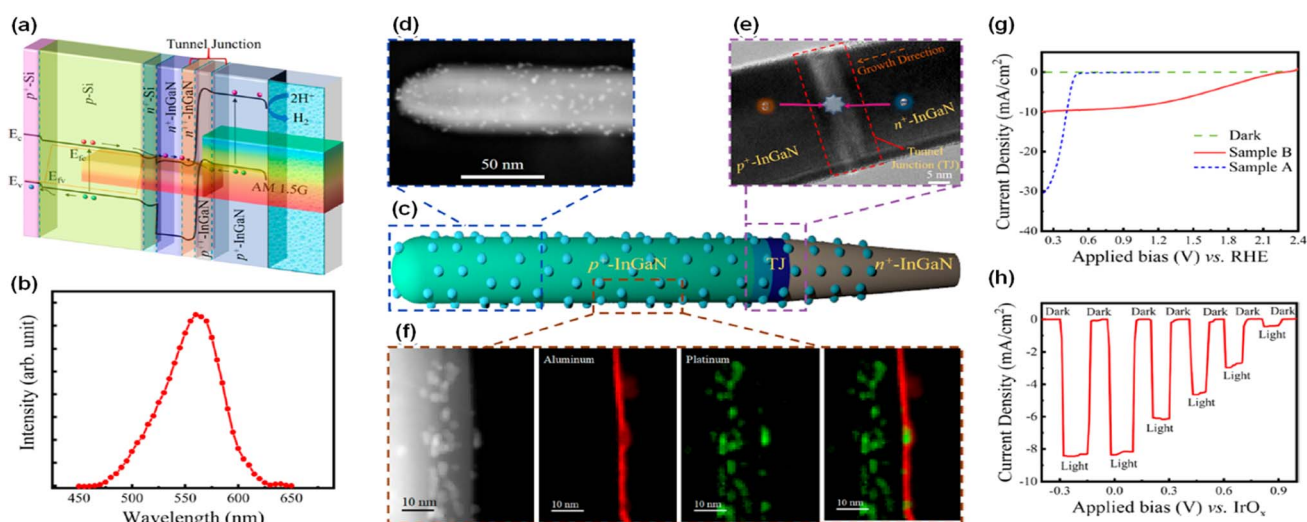 (a)
Tunnel Junction
p⁺-Si
p-Si
n⁺-Si
n⁺-InGaN
n⁺⁺-InGaN
p⁺⁺-InGaN
p⁺-InGaN
2H⁺
H₂
E_c
E_fe
E_v
E_fv
AM 1.5G
(b)
Intensity (arb. unit)
450 500 550 600 650
Wavelength (nm)
(d)
50 nm
(e)
Growth Direction
n⁺-InGaN
p⁺-InGaN
Tunnel
Junction (TJ)
5 nm
(c)
p⁺-InGaN
TJ
n⁺-InGaN
(f)
Aluminum
Platinum
10 nm
10 nm
10 nm
10 nm
(g)
Current Density (mA/cm²)
10
0
-10
-20
-30
-40
Dark
Sample B
Sample A
0.3 0.6 0.9 1.2 1.5 1.8 2.1 2.4
Applied bias (V) vs. RHE
(h)
Current Density (mA/cm²)
0
-2
-4
-6
-8
-10
Dark Dark Dark Dark Dark Dark Dark
Light
Light
Light
Light
Light
Light
-0.3 0.0 0.3 0.6 0.9
Applied bias (V) vs. IrOₓ